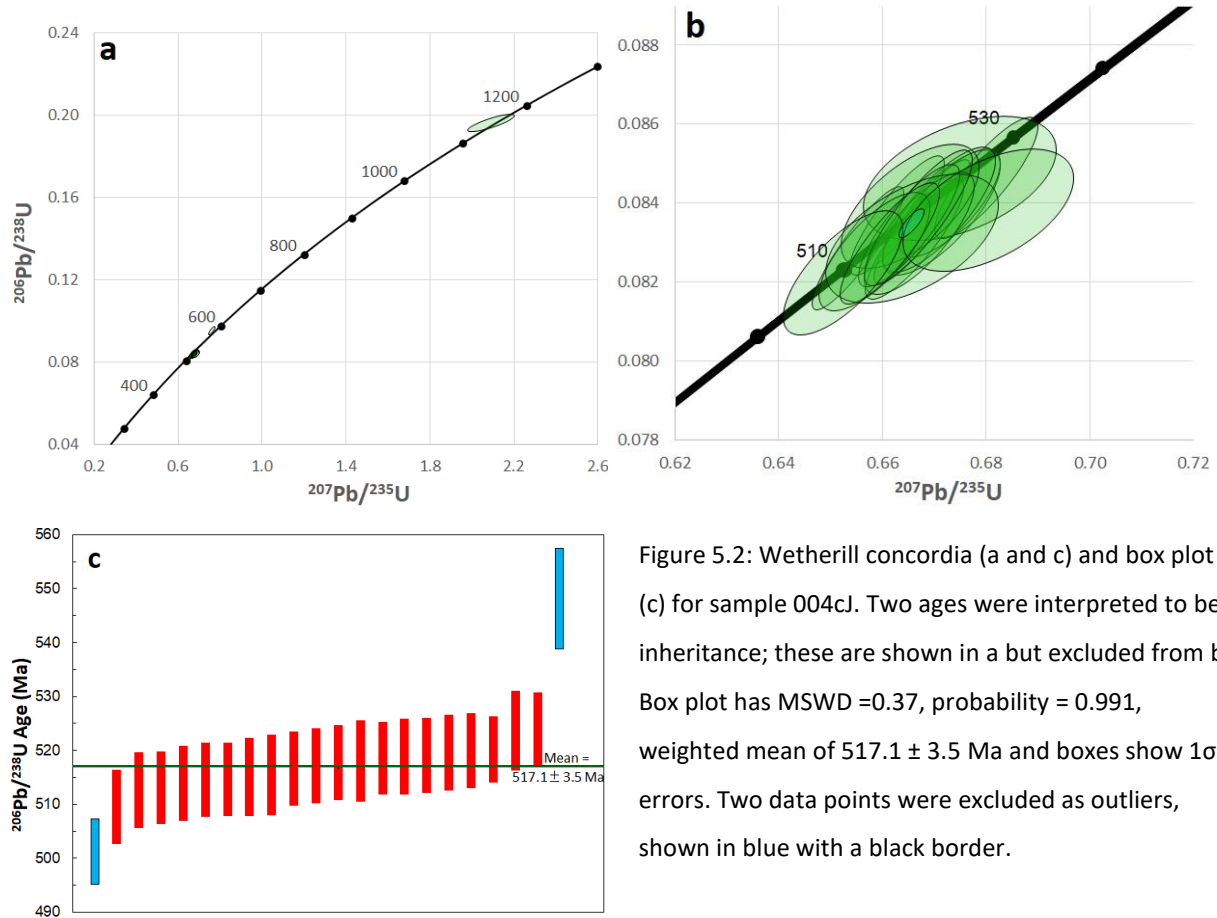 a
0.24
0.20
0.16
0.12
0.08
0.04
²⁰⁶Pb/²³⁸U
400
600
800
1000
1200
0.2 0.6 1.0 1.4 1.8 2.2 2.6
²⁰⁷Pb/²³⁵U
b
0.088
0.086
0.084
0.082
0.080
0.078
510
530
0.62 0.64 0.66 0.68 0.70 0.72
²⁰⁷Pb/²³⁵U
c
560
550
540
530
520
510
500
490
²⁰⁶Pb/²³⁸U Age (Ma)
Mean =
517.1 ± 3.5 Ma
Figure 5.2: Wetherill concordia (a and c) and box plot
(c) for sample 004cJ. Two ages were interpreted to be
inheritance; these are shown in a but excluded from b
Box plot has MSWD =0.37, probability = 0.991,
weighted mean of 517.1 ± 3.5 Ma and boxes show 1σ
errors. Two data points were excluded as outliers,
shown in blue with a black border.